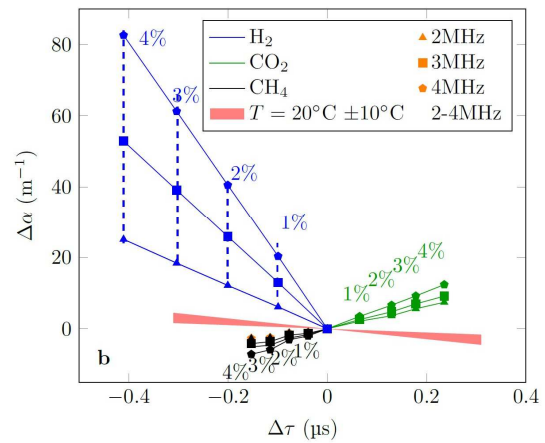 80
60
40
20
0
Δα (m⁻¹)
H₂
CO₂
CH₄
T = 20°C ±10°C
2MHz
3MHz
4MHz
2-4MHz
4%
3%
2%
1%
1%
2%
3%
4%
4%
3%
2%
1%
b
−0.4
−0.2
0
0.2
0.4
Δτ (µs)